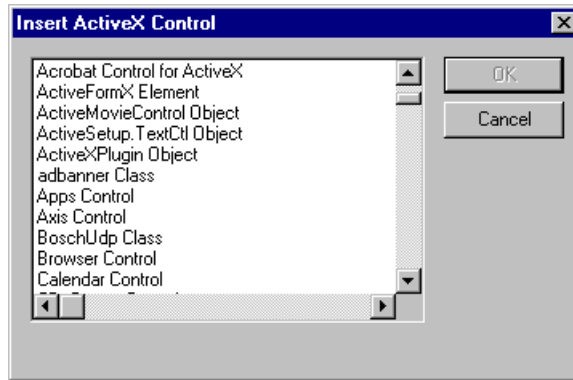 Insert ActiveX Control
Acrobat Control for ActiveX
ActiveFormX Element
ActiveMovieControl Object
ActiveSetup.TextCtl Object
ActiveXPlugin Object
adbanner Class
Apps Control
Axis Control
BoschUdp Class
Browser Control
Calendar Control
OK
Cancel